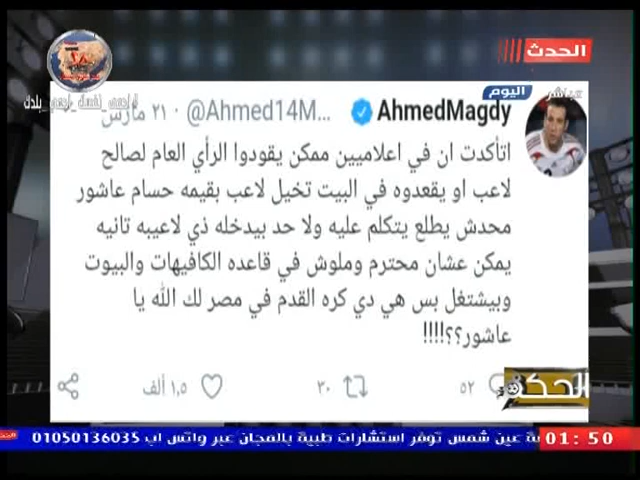 الحدث
اليوم
مباشر
احمي_نفسك_احمي_بلدك
AhmedMagdy @Ahmed14M... · ٢١ مارس
اتأكدت ان في اعلاميين ممكن يقودوا الرأي العام لصالح
لاعب او يقعدوه في البيت تخيل لاعب بقيمه حسام عاشور
محدش يطلع يتكلم عليه ولا حد بيدخله ذي لاعيبه تانيه
يمكن عشان محترم وملوش في قاعده الكافيهات والبيوت
وبيشتغل بس هي دي كره القدم في مصر لك الله يا
عاشور؟؟!!!!
٥٢ ٣٠ ١,٥ ألف
الحكم
01:50
ة عين شمس توفر استشارات طبية بالمجان عبر واتس اب 01050136035